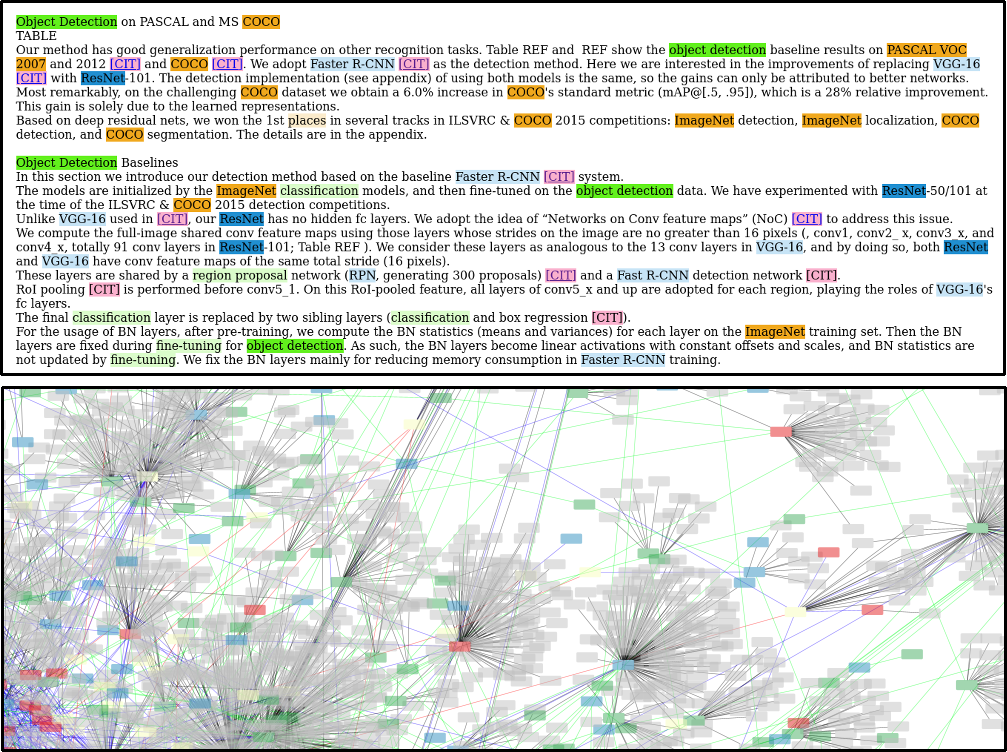 Object Detection on PASCAL and MS COCO
TABLE
Our method has good generalization performance on other recognition tasks. Table REF and  REF show the object detection baseline results on PASCAL VOC
2007 and 2012 [CIT] and COCO [CIT]. We adopt Faster R-CNN [CIT] as the detection method. Here we are interested in the improvements of replacing VGG-16
[CIT] with ResNet-101. The detection implementation (see appendix) of using both models is the same, so the gains can only be attributed to better networks.
Most remarkably, on the challenging COCO dataset we obtain a 6.0% increase in COCO's standard metric (mAP@[.5, .95]), which is a 28% relative improvement.
This gain is solely due to the learned representations.
Based on deep residual nets, we won the 1st places in several tracks in ILSVRC & COCO 2015 competitions: ImageNet detection, ImageNet localization, COCO
detection, and COCO segmentation. The details are in the appendix.
Object Detection Baselines
In this section we introduce our detection method based on the baseline Faster R-CNN [CIT] system.
The models are initialized by the ImageNet classification models, and then fine-tuned on the object detection data. We have experimented with ResNet-50/101 at
the time of the ILSVRC & COCO 2015 detection competitions.
Unlike VGG-16 used in [CIT], our ResNet has no hidden fc layers. We adopt the idea of “Networks on Conv feature maps” (NoC) [CIT] to address this issue.
We compute the full-image shared conv feature maps using those layers whose strides on the image are no greater than 16 pixels (, conv1, conv2_ x, conv3_x, and
conv4_x, totally 91 conv layers in ResNet-101; Table REF ). We consider these layers as analogous to the 13 conv layers in VGG-16, and by doing so, both ResNet
and VGG-16 have conv feature maps of the same total stride (16 pixels).
These layers are shared by a region proposal network (RPN, generating 300 proposals) [CIT] and a Fast R-CNN detection network [CIT].
RoI pooling [CIT] is performed before conv5_1. On this RoI-pooled feature, all layers of conv5_x and up are adopted for each region, playing the roles of VGG-16's
fc layers.
The final classification layer is replaced by two sibling layers (classification and box regression [CIT]).
For the usage of BN layers, after pre-training, we compute the BN statistics (means and variances) for each layer on the ImageNet training set. Then the BN
layers are fixed during fine-tuning for object detection. As such, the BN layers become linear activations with constant offsets and scales, and BN statistics are
not updated by fine-tuning. We fix the BN layers mainly for reducing memory consumption in Faster R-CNN training.